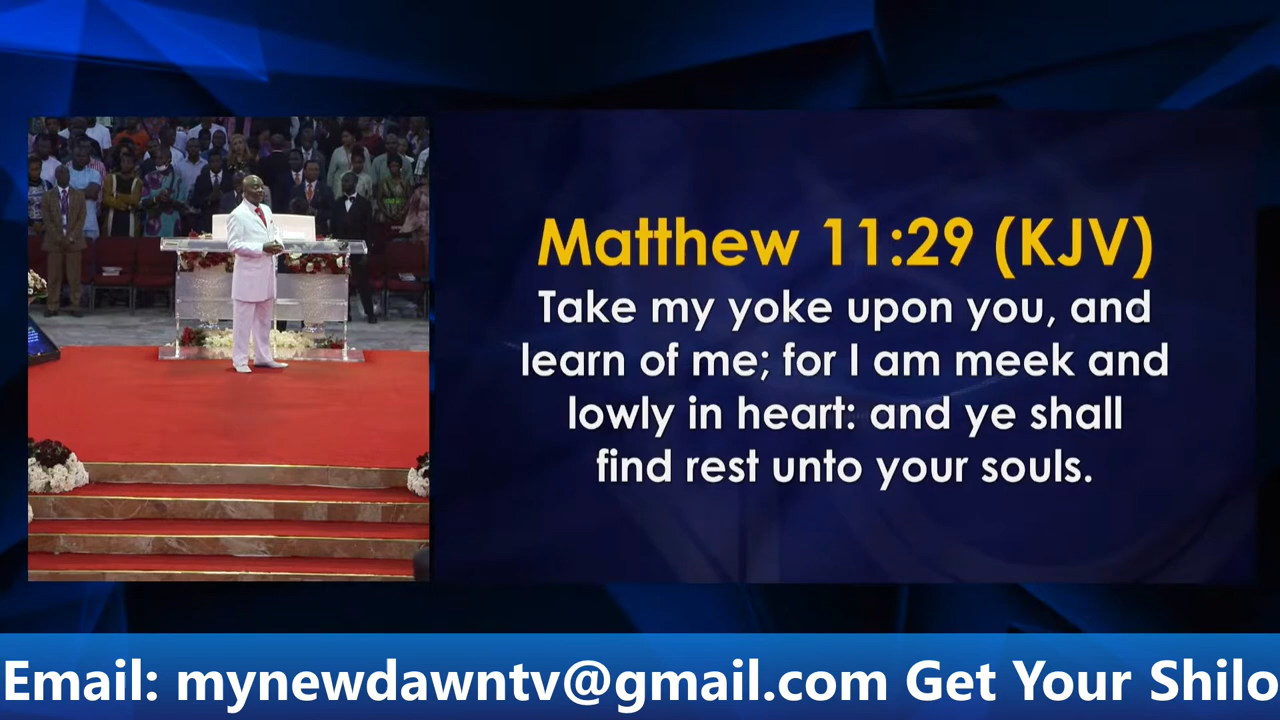 Matthew 11:29 (KJV)
Take my yoke upon you, and
learn of me; for I am meek and
lowly in heart: and ye shall
find rest unto your souls.
Email: mynewdawntv@gmail.com Get Your Shilo